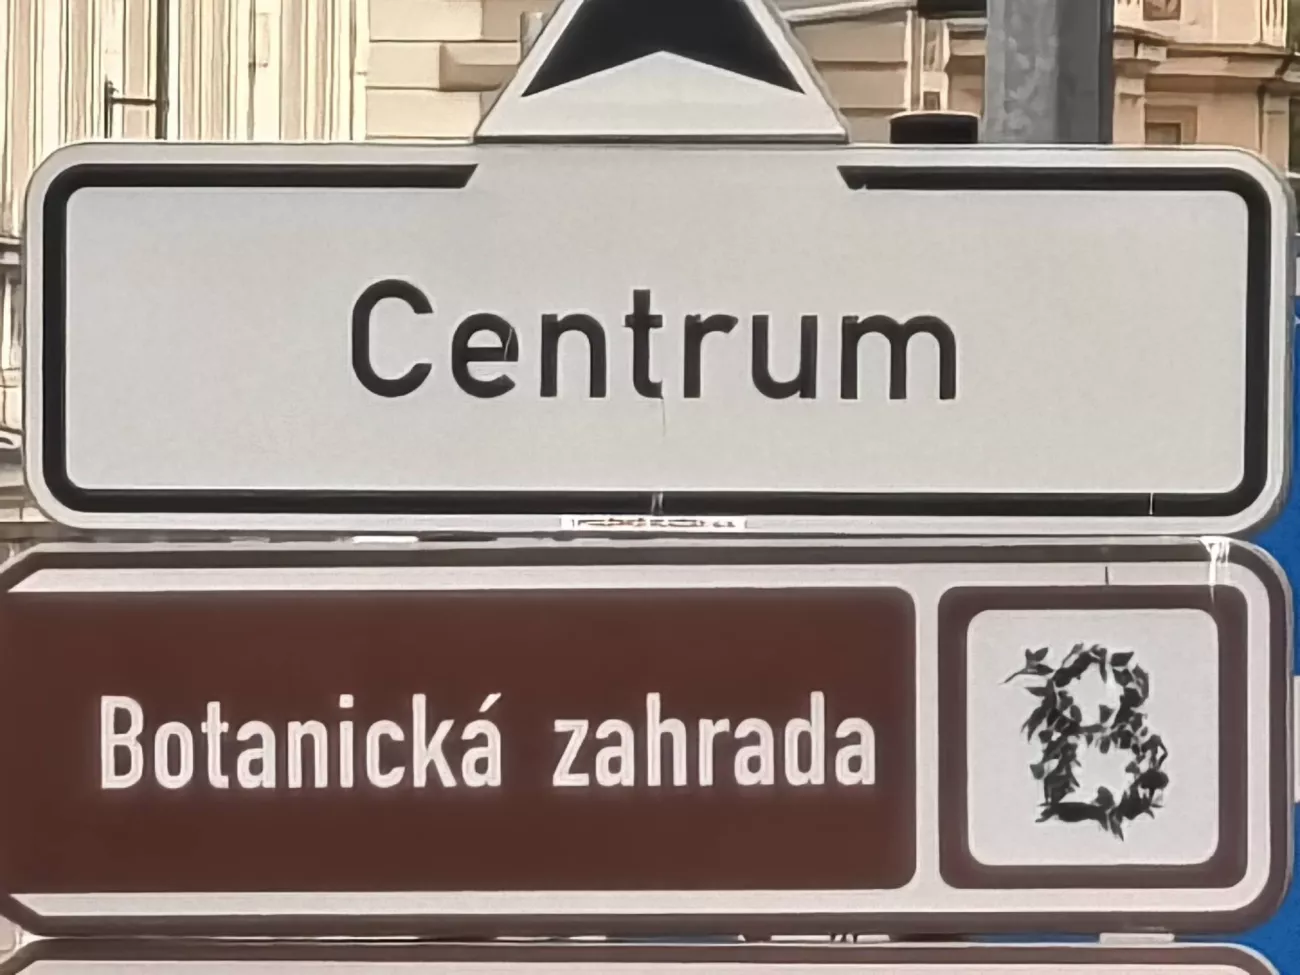 Centrum
Botanická zahrada
B